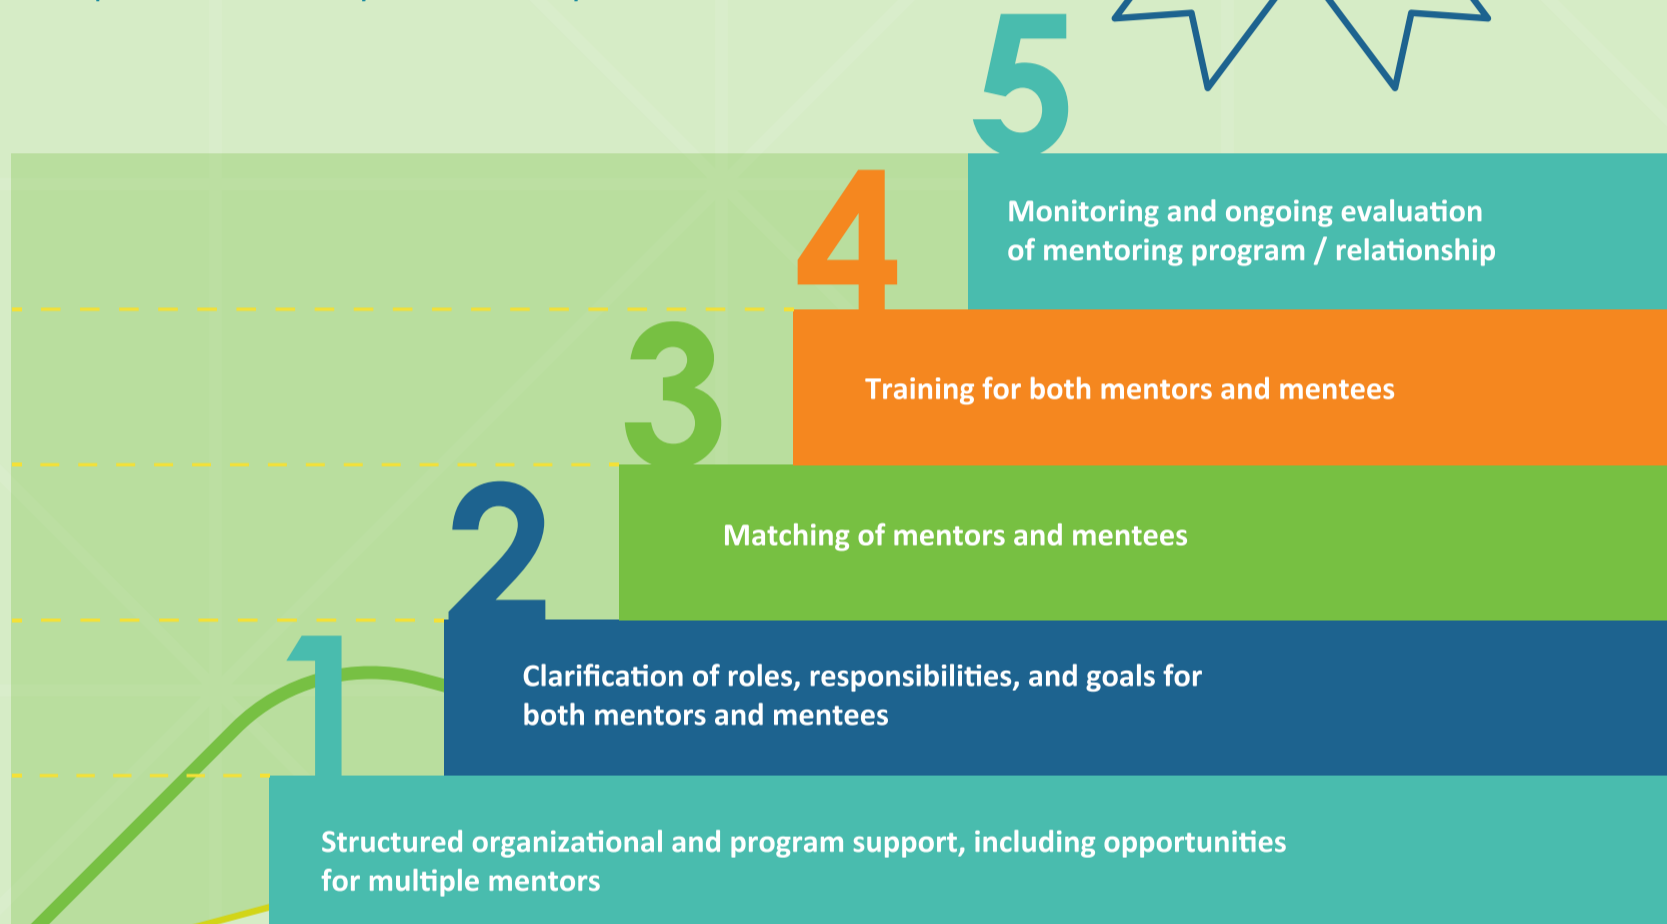 5
Monitoring and ongoing evaluation
of mentoring program / relationship
4
Training for both mentors and mentees
3
Matching of mentors and mentees
2
Clarification of roles, responsibilities, and goals for
both mentors and mentees
1
Structured organizational and program support, including opportunities
for multiple mentors